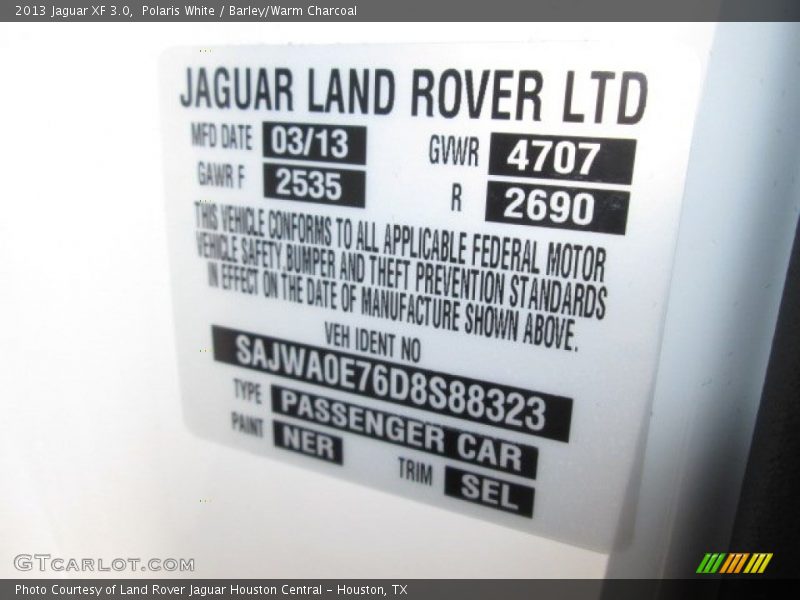 2013 Jaguar XF 3.0, Polaris White / Barley/Warm Charcoal
JAGUAR LAND ROVER LTD
MFD DATE 03/13 GVWR 4707
GAWR F 2535 R 2690
THIS VEHICLE CONFORMS TO ALL APPLICABLE FEDERAL MOTOR
VEHICLE SAFETY, BUMPER AND THEFT PREVENTION STANDARDS
IN EFFECT ON THE DATE OF MANUFACTURE SHOWN ABOVE.
VEH IDENT NO
SAJWA0E76D8S88323
TYPE PASSENGER CAR
PAINT NER TRIM SEL
GTCARLOT.COM
Photo Courtesy of Land Rover Jaguar Houston Central - Houston, TX